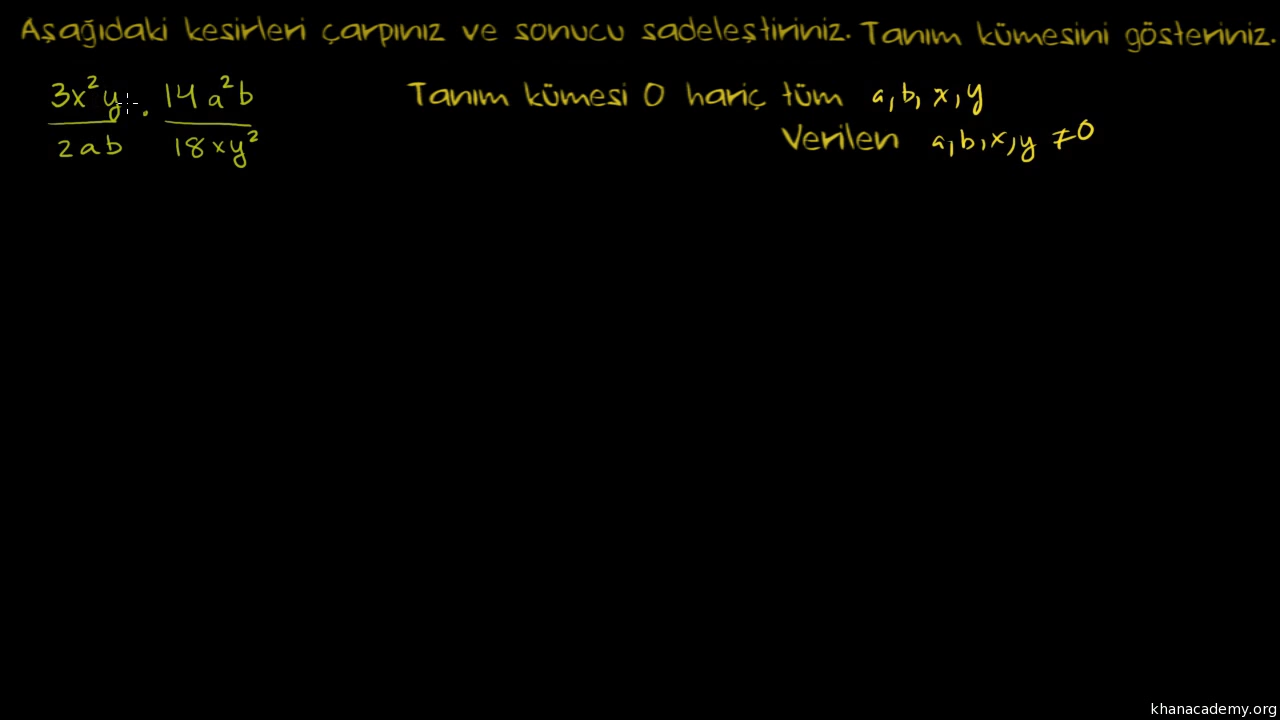 Aşağıdaki kesirleri çarpınız ve sonucu sadeleştiriniz. Tanım kümesini gösteriniz.
3x²y / 2ab · 14a²b / 18xy²
Tanım kümesi 0 hariç tüm a, b, x, y
Verilen a, b, x, y ≠ 0
khanacademy.org